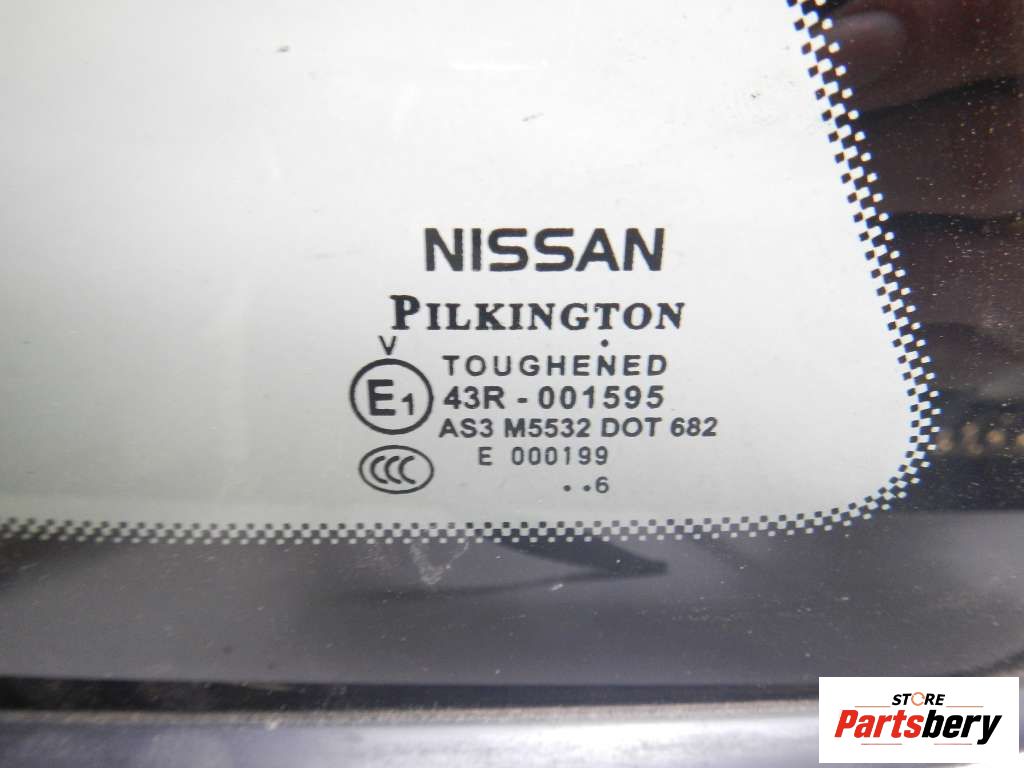 NISSAN
PILKINGTON
V
TOUGHENED
E1
43R - 001595
AS3 M5532 DOT 682
E 000199
CCC
. . 6
STORE
Partsbery